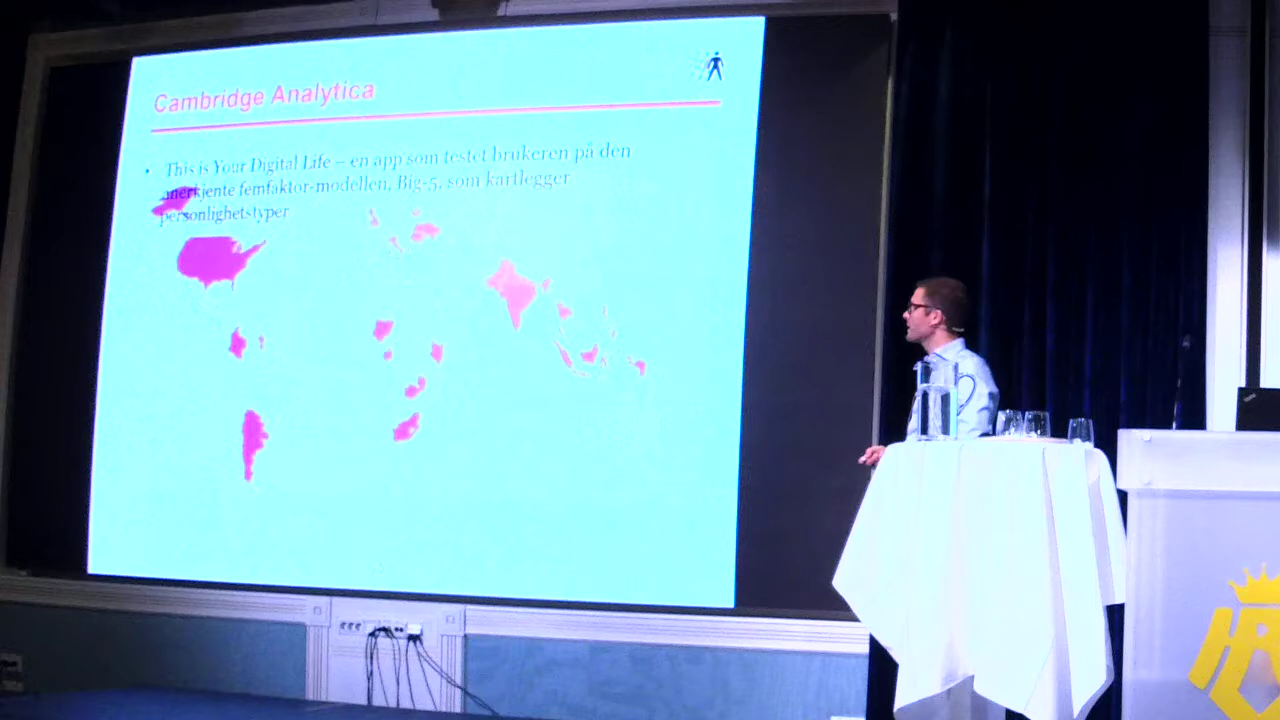 Cambridge Analytica
• This is Your Digital Life – en app som testet brukeren på den
anerkjente femfaktor-modellen, Big-5, som kartlegger
personlighetstyper